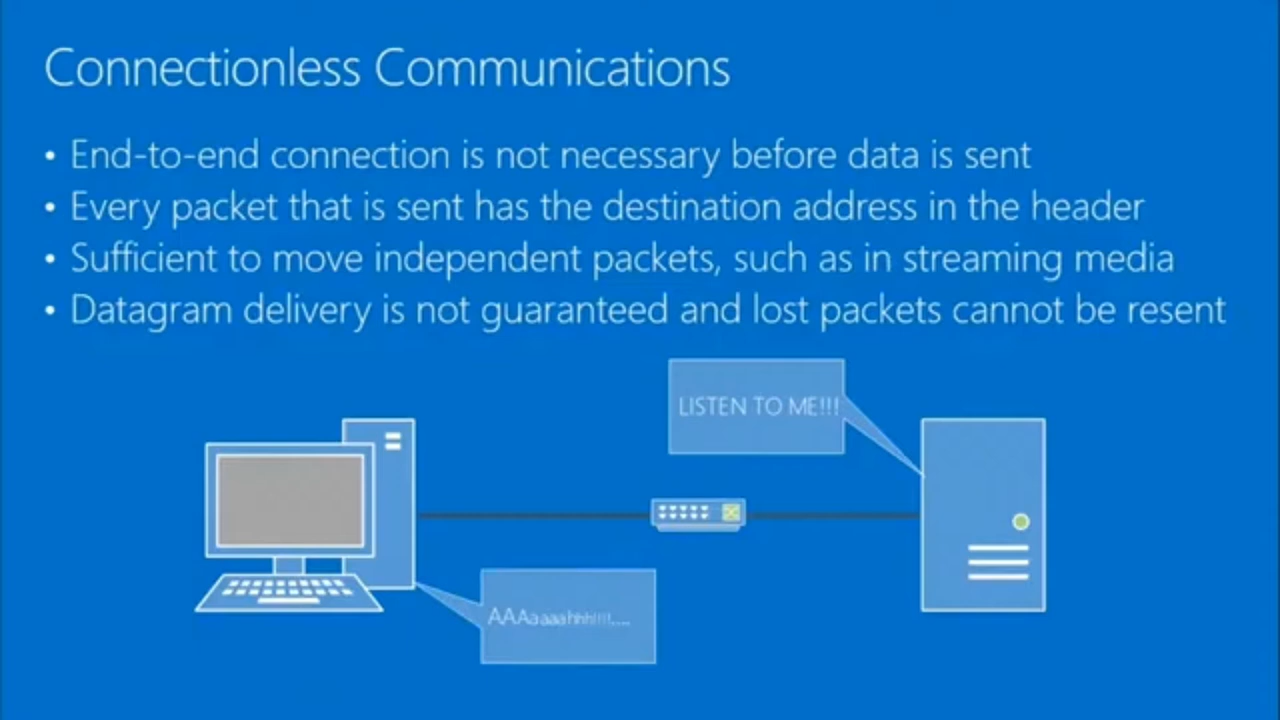 Connectionless Communications
• End-to-end connection is not necessary before data is sent
• Every packet that is sent has the destination address in the header
• Sufficient to move independent packets, such as in streaming media
• Datagram delivery is not guaranteed and lost packets cannot be resent
LISTEN TO ME!!!
AAAaaaahhh!!!!....